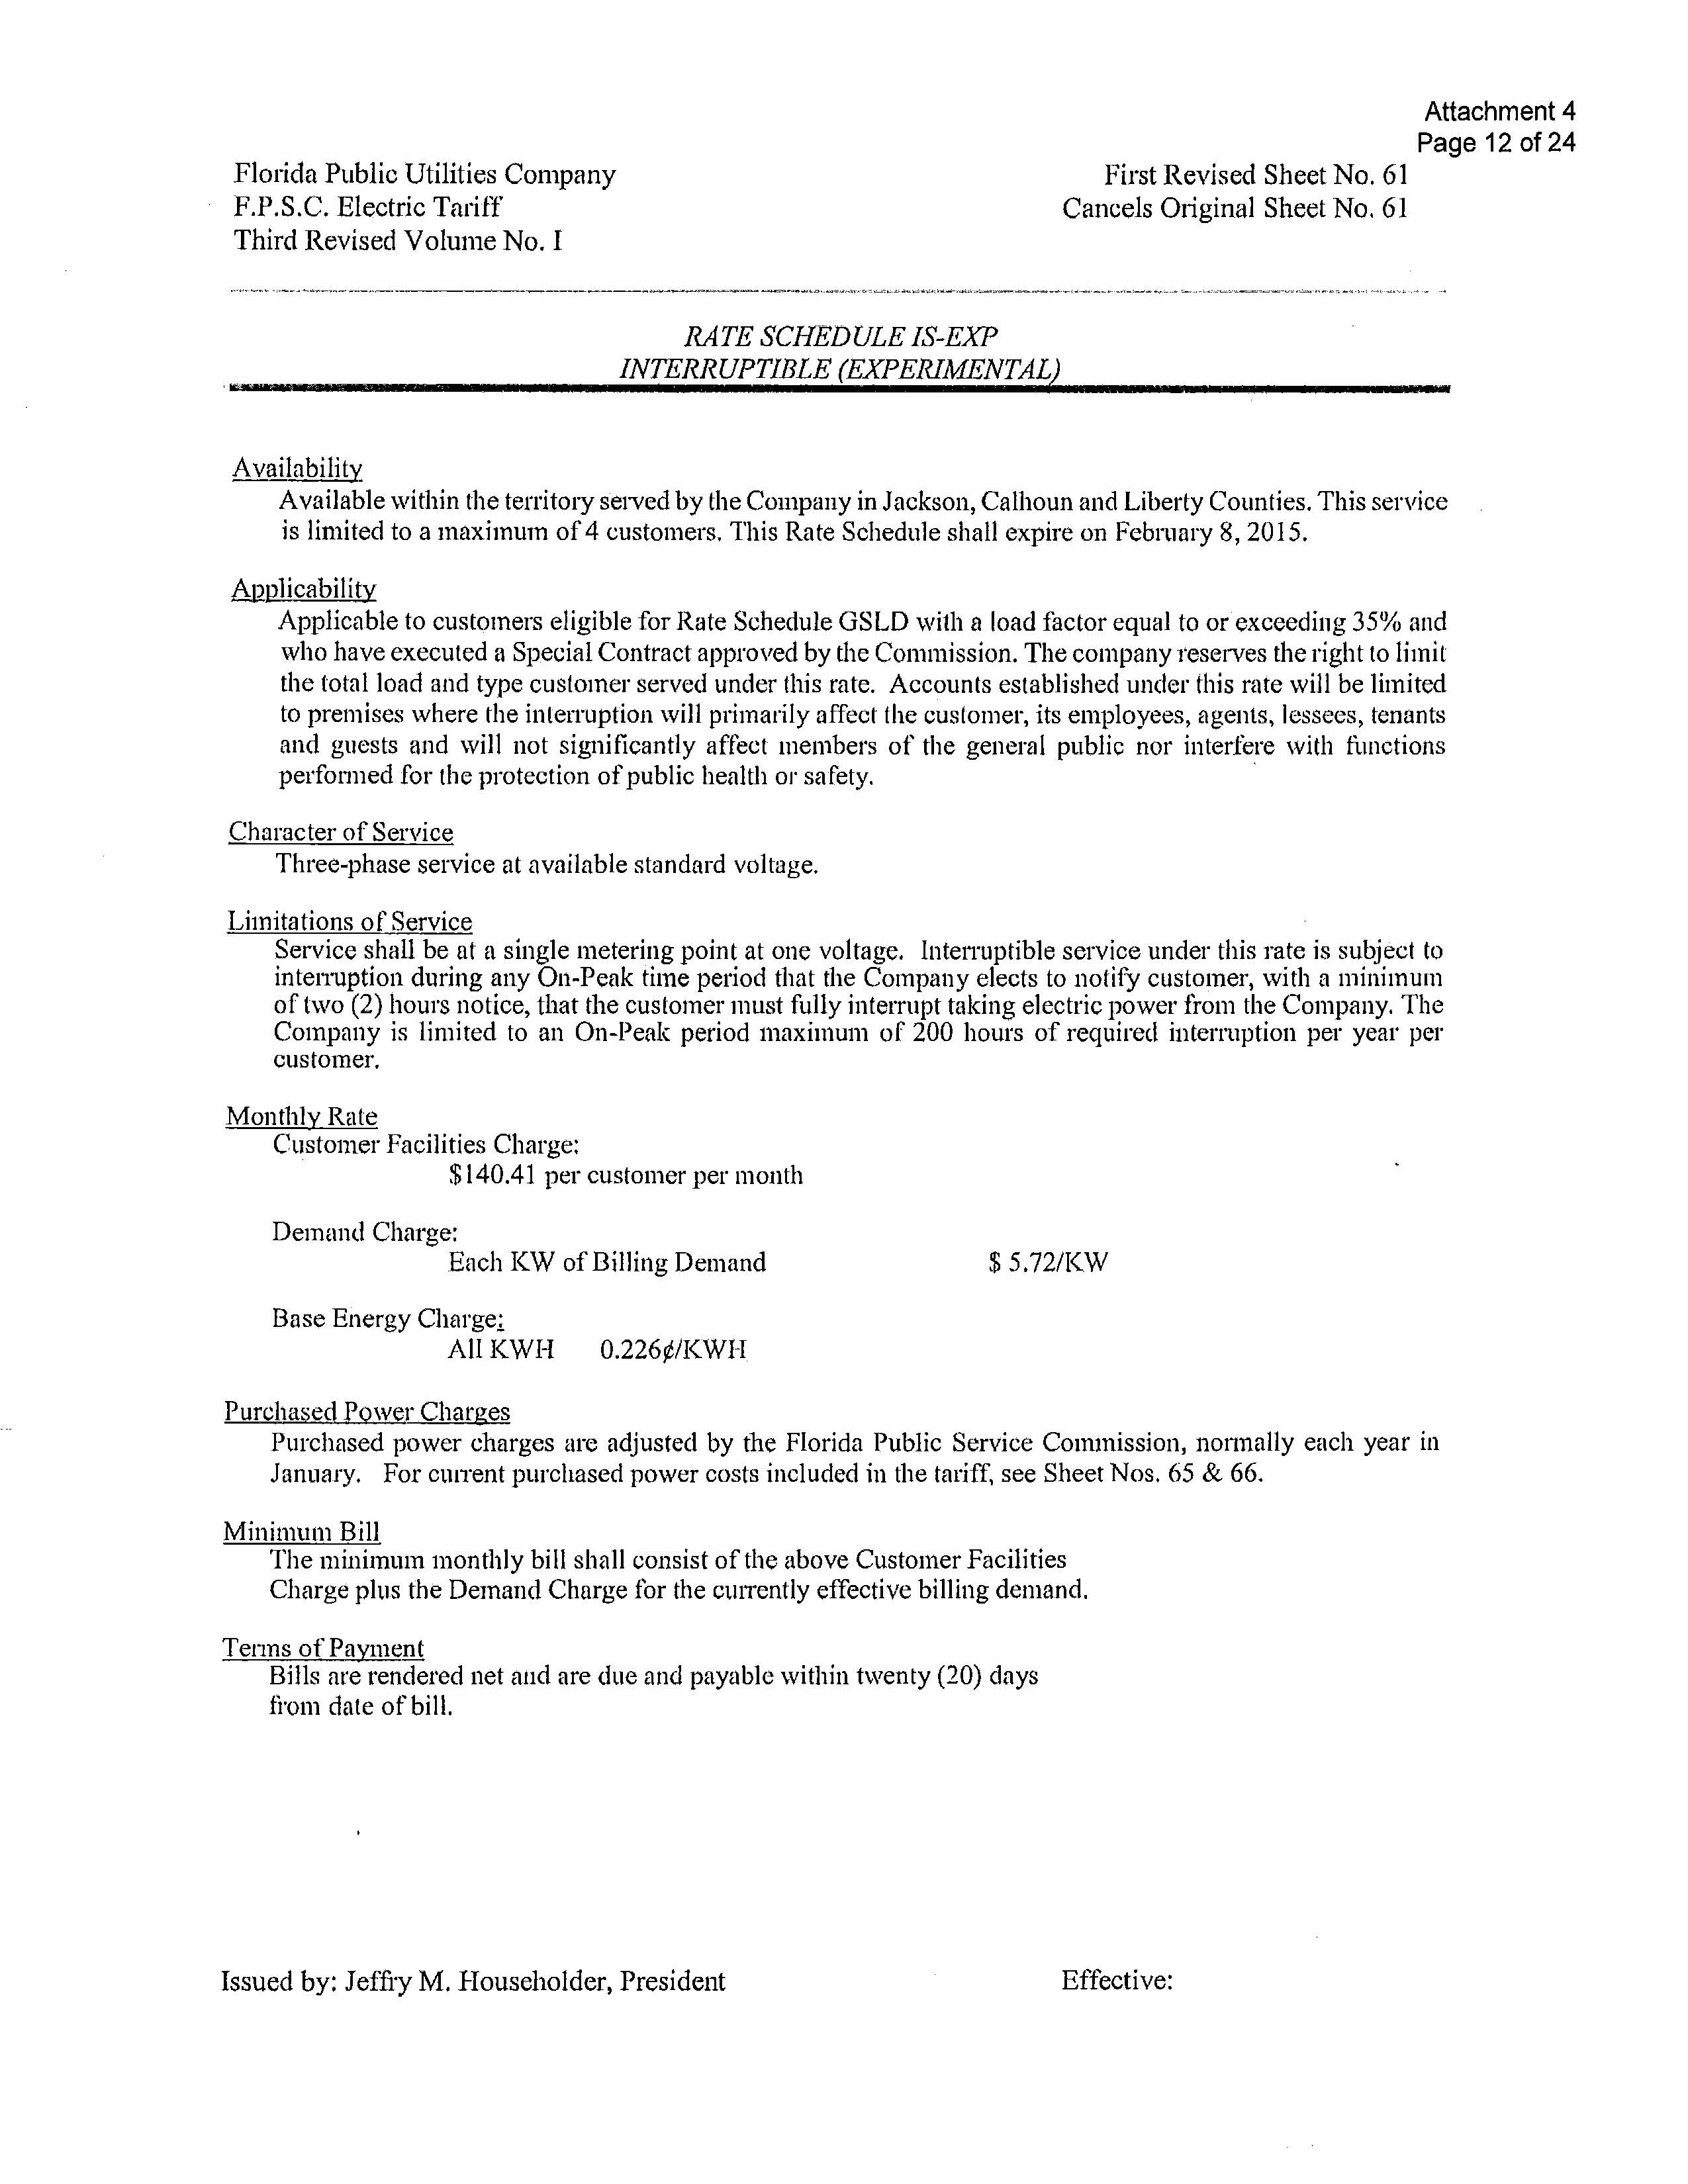 Attachment 4
Page 12 of 24
Florida Public Utilities Company
First Revised Sheet No. 61
F.P.S.C. Electric Tariff
Cancels Original Sheet No. 61
Third Revised Volume No. I
RATE SCHEDULE IS-EXP
INTERRUPTIBLE (EXPERIMENTAL)
Availability
Available within the territory served by the Company in Jackson, Calhoun and Liberty Counties. This service
is limited to a maximum of 4 customers. This Rate Schedule shall expire on February 8, 2015.
Applicability
Applicable to customers eligible for Rate Schedule GSLD with a load factor equal to or exceeding 35% and
who have executed a Special Contract approved by the Commission. The company reserves the right to limit
the total load and type customer served under this rate. Accounts established under this rate will be limited
to premises where the interruption will primarily affect the customer, its employees, agents, lessees, tenants
and guests and will not significantly affect members of the general public nor interfere with functions
performed for the protection of public health or safety.
Character of Service
Three-phase service at available standard voltage.
Limitations of Service
Service shall be at a single metering point at one voltage. Interruptible service under this rate is subject to
interruption during any On-Peak time period that the Company elects to notify customer, with a minimum
of two (2) hours notice, that the customer must fully interrupt taking electric power from the Company. The
Company is limited to an On-Peak period maximum of 200 hours of required interruption per year per
customer.
Monthly Rate
Customer Facilities Charge:
$140.41 per customer per month
Demand Charge:
Each KW of Billing Demand $ 5.72/KW
Base Energy Charge:
All KWH 0.226¢/KWH
Purchased Power Charges
Purchased power charges are adjusted by the Florida Public Service Commission, normally each year in
January. For current purchased power costs included in the tariff, see Sheet Nos. 65 & 66.
Minimum Bill
The minimum monthly bill shall consist of the above Customer Facilities
Charge plus the Demand Charge for the currently effective billing demand.
Terms of Payment
Bills are rendered net and are due and payable within twenty (20) days
from date of bill.
Issued by: Jeffry M. Householder, President
Effective: